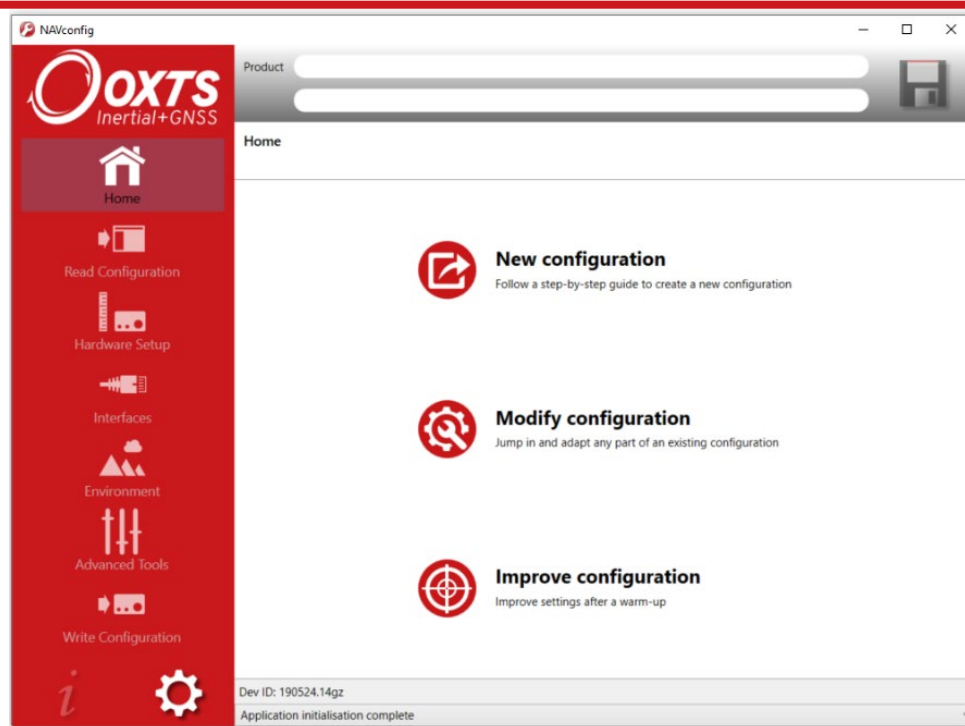 NAVconfig
OXTS
Inertial+GNSS
Product
Home
Home
Read Configuration
Hardware Setup
Interfaces
Environment
Advanced Tools
Write Configuration
New configuration
Follow a step-by-step guide to create a new configuration
Modify configuration
Jump in and adapt any part of an existing configuration
Improve configuration
Improve settings after a warm-up
i
Dev ID: 190524.14gz
Application initialisation complete